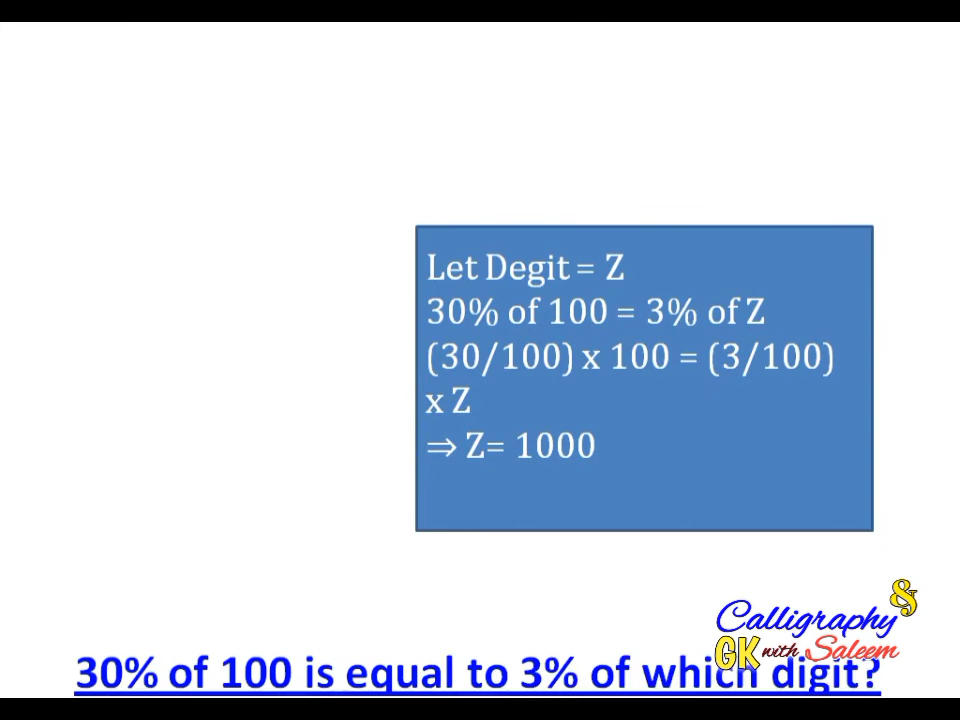 Let Degit = Z
30% of 100 = 3% of Z
(30/100) x 100 = (3/100)
x Z
⇒ Z= 1000
&
Calligraphy
GK with Saleem
30% of 100 is equal to 3% of which digit?